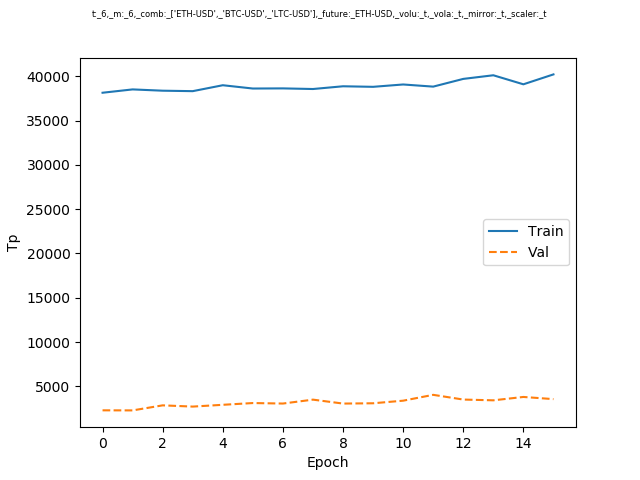 t:_6,_m:_6,_comb:_['ETH-USD',_'BTC-USD',_'LTC-USD'],_future:_ETH-USD,_volu:_t,_vola:_t,_mirror:_t,_scaler:_t
40000
35000
30000
25000
20000
15000
10000
5000
Tp
Train
Val
0 2 4 6 8 10 12 14
Epoch